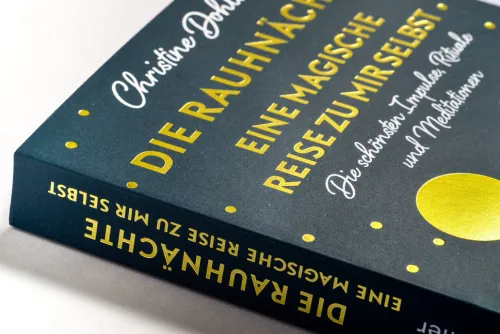 Christine
DIE RAUHNÄCH
EINE MAGISCHE
REISE ZU MIR SELBST
Die schönsten Impulse, Rituale
und Meditationen
DIE RAUHNÄCHTE
EINE MAGISCHE REISE ZU MIR SELBST